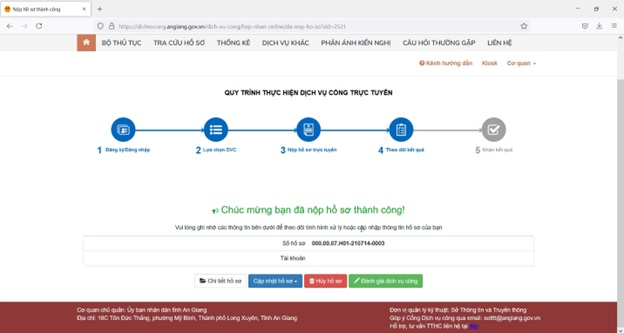 Nộp hồ sơ thành công
https://dichvucong.angiang.gov.vn/dich-vu-cong/tiep-nhan-online/da-nop-ho-so?sid=2521
BỘ THỦ TỤC TRA CỨU HỒ SƠ THỐNG KÊ DỊCH VỤ KHÁC PHẢN ÁNH KIẾN NGHỊ CÂU HỎI THƯỜNG GẶP LIÊN HỆ
Kênh hướng dẫn Kiosk Cơ quan
QUY TRÌNH THỰC HIỆN DỊCH VỤ CÔNG TRỰC TUYẾN
1 Đăng ký/Đăng nhập 2 Lựa chọn DVC 3 Nộp hồ sơ trực tuyến 4 Theo dõi kết quả 5 Nhận kết quả
Chúc mừng bạn đã nộp hồ sơ thành công!
Vui lòng ghi nhớ các thông tin bên dưới để theo dõi tình hình xử lý hoặc cập nhập thông tin hồ sơ của bạn
Số hồ sơ 000.00.07.H01-210714-0003
Tài khoản
Chi tiết hồ sơ Cập nhật hồ sơ Hủy hồ sơ Đánh giá dịch vụ công
Cơ quan chủ quản: Ủy ban nhân dân tỉnh An Giang
Địa chỉ: 16C Tôn Đức Thắng, phường Mỹ Bình, Thành phố Long Xuyên, Tỉnh An Giang
Đơn vị quản lý kỹ thuật: Sở Thông tin và Truyền thông
Góp ý Cổng Dịch vụ công qua email: sotttt@angiang.gov.vn
Hỗ trợ, tư vấn TTHC liên hệ tại